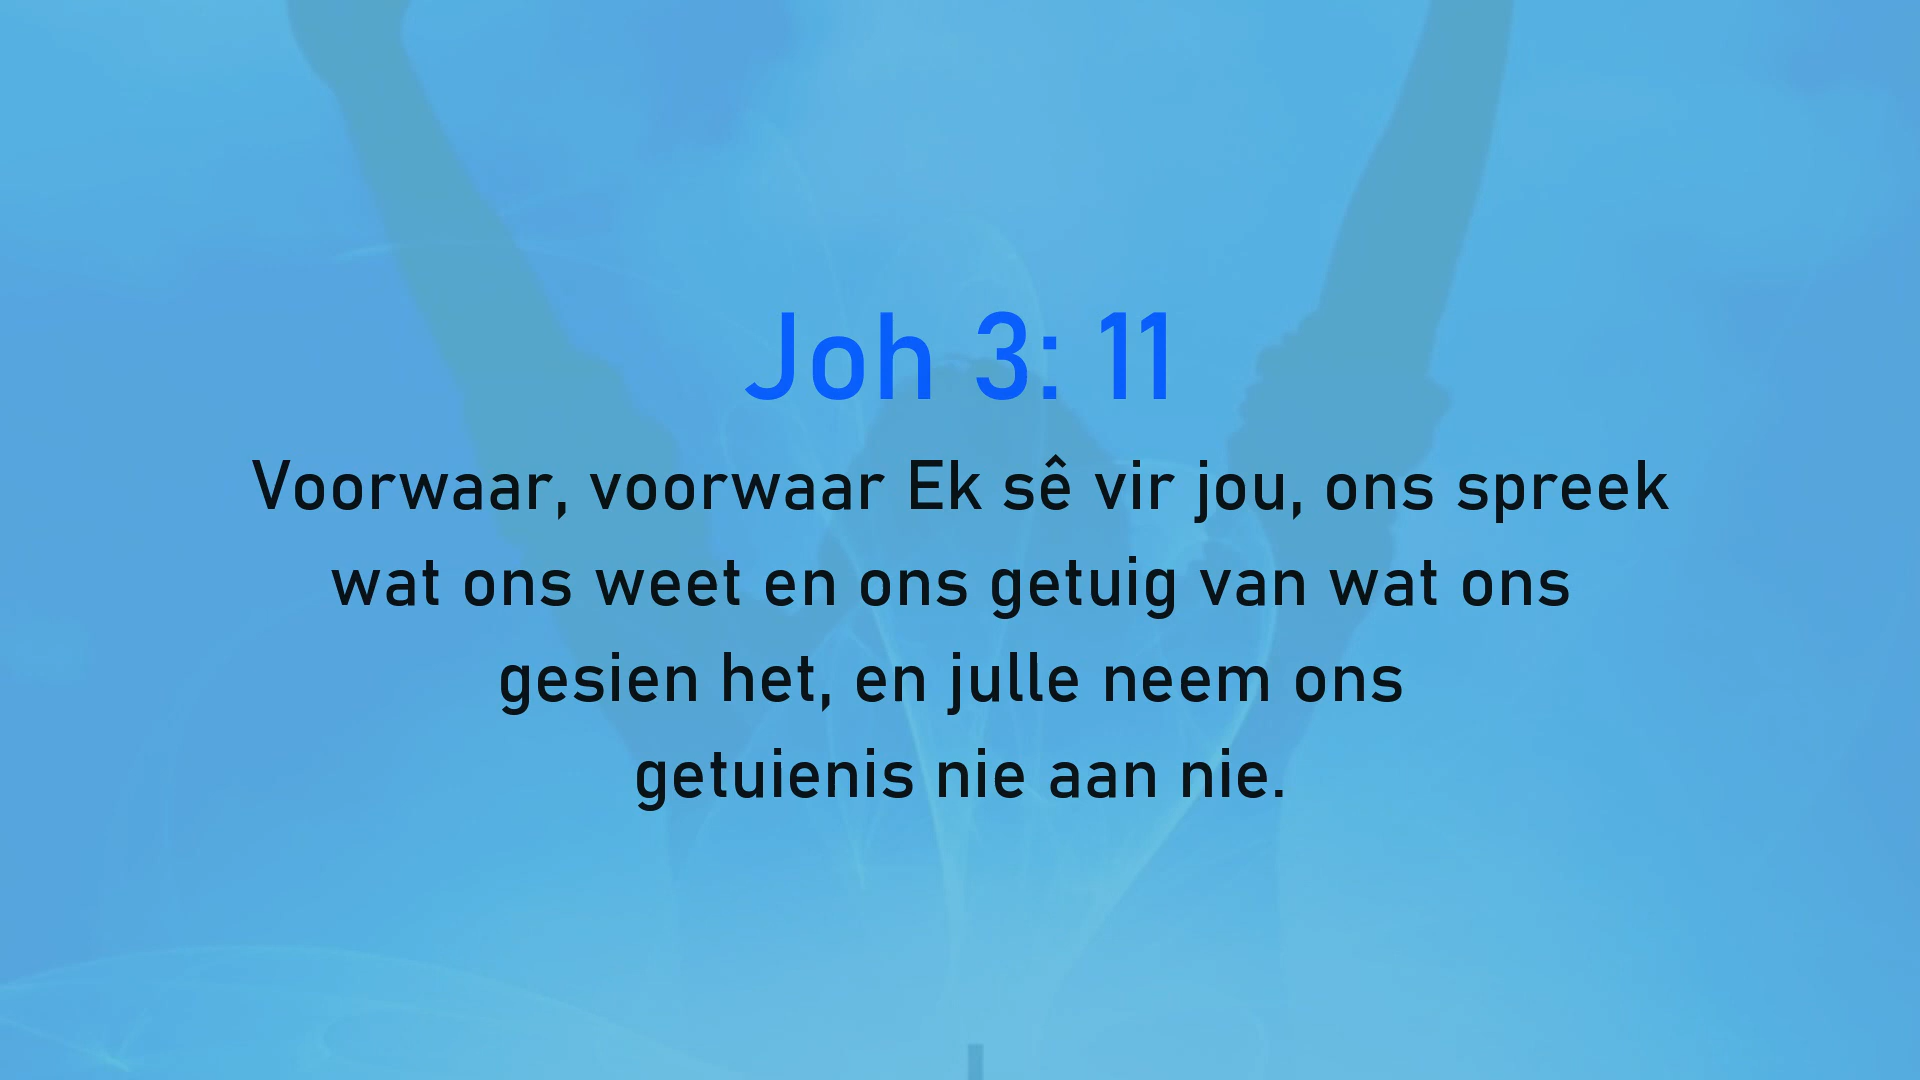 Joh 3: 11
Voorwaar, voorwaar Ek sê vir jou, ons spreek
wat ons weet en ons getuig van wat ons
gesien het, en julle neem ons
getuienis nie aan nie.